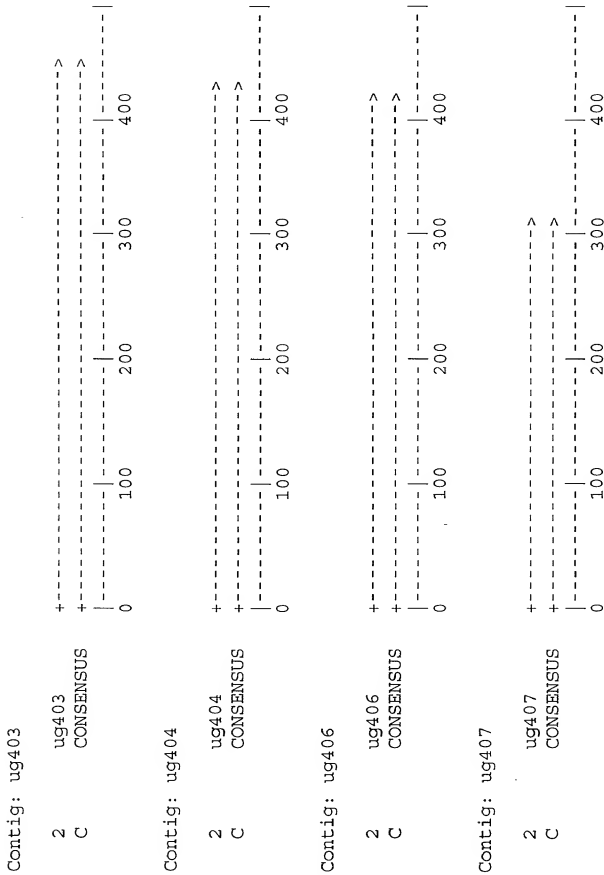 Contig: ug403
2 ug403 +---------------------------------------->
C CONSENSUS +---------------------------------------->
|----------|----------|----------|----------|----------|
0 100 200 300 400
Contig: ug404
2 ug404 +--------------------------------------->
C CONSENSUS +--------------------------------------->
|----------|----------|----------|----------|----------|
0 100 200 300 400
Contig: ug406
2 ug406 +-------------------------------------->
C CONSENSUS +-------------------------------------->
|----------|----------|----------|----------|----------|
0 100 200 300 400
Contig: ug407
2 ug407 +---------------------------->
C CONSENSUS +---------------------------->
|----------|----------|----------|----------|----------|
0 100 200 300 400